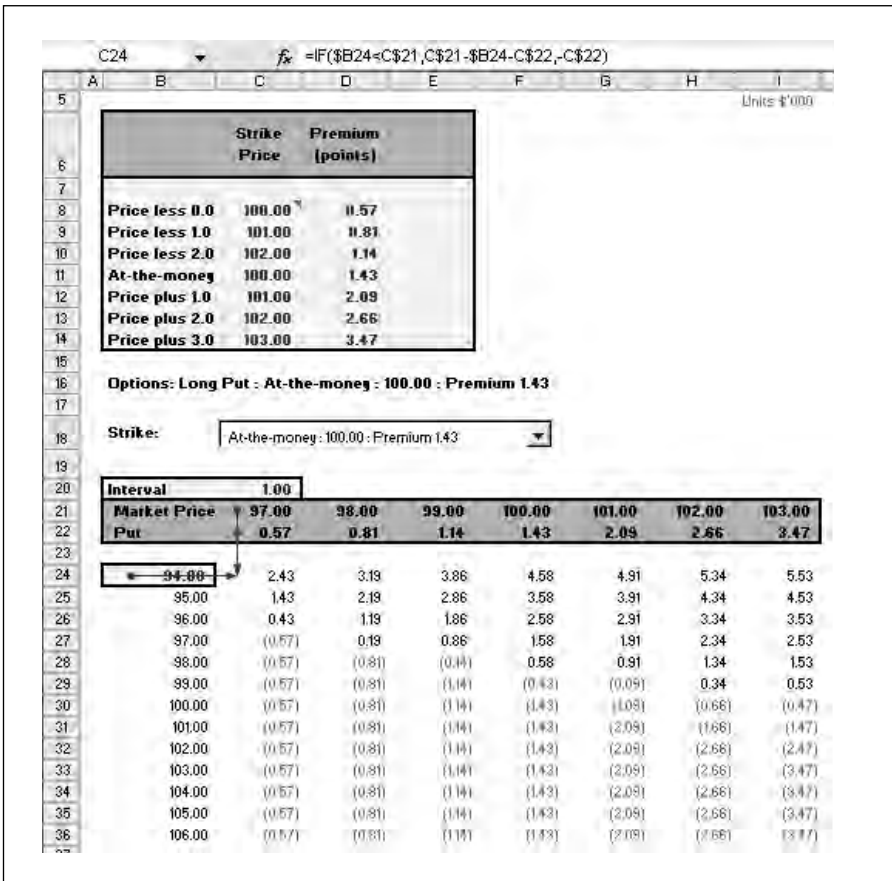 C24 fx =IF($B24<C$21,C$21-$B24-C$22,-C$22)
A B C D E F G H I
5 Units $'000
Strike Premium
6 Price (points)
7
8 Price less 0.0 100.00 0.57
9 Price less 1.0 101.00 0.81
10 Price less 2.0 102.00 1.14
11 At-the-money 100.00 1.43
12 Price plus 1.0 101.00 2.09
13 Price plus 2.0 102.00 2.66
14 Price plus 3.0 103.00 3.47
15
16 Options: Long Put : At-the-money : 100.00 : Premium 1.43
17
18 Strike: At-the-money : 100.00 : Premium 1.43
19
20 Interval 1.00
21 Market Price 97.00 98.00 99.00 100.00 101.00 102.00 103.00
22 Put 0.57 0.81 1.14 1.43 2.09 2.66 3.47
23
24 94.00 2.43 3.19 3.86 4.58 4.91 5.34 5.53
25 95.00 1.43 2.19 2.86 3.58 3.91 4.34 4.53
26 96.00 0.43 1.19 1.86 2.58 2.91 3.34 3.53
27 97.00 (0.57) 0.19 0.86 1.58 1.91 2.34 2.53
28 98.00 (0.57) (0.81) (0.14) 0.58 0.91 1.34 1.53
29 99.00 (0.57) (0.81) (1.14) (0.43) (0.09) 0.34 0.53
30 100.00 (0.57) (0.81) (1.14) (1.43) (1.09) (0.66) (0.47)
31 101.00 (0.57) (0.81) (1.14) (1.43) (2.09) (1.66) (1.47)
32 102.00 (0.57) (0.81) (1.14) (1.43) (2.09) (2.66) (2.47)
33 103.00 (0.57) (0.81) (1.14) (1.43) (2.09) (2.66) (3.47)
34 104.00 (0.57) (0.81) (1.14) (1.43) (2.09) (2.66) (3.47)
35 105.00 (0.57) (0.81) (1.14) (1.43) (2.09) (2.66) (3.47)
36 106.00 (0.57) (0.81) (1.14) (1.43) (2.09) (2.66) (3.47)